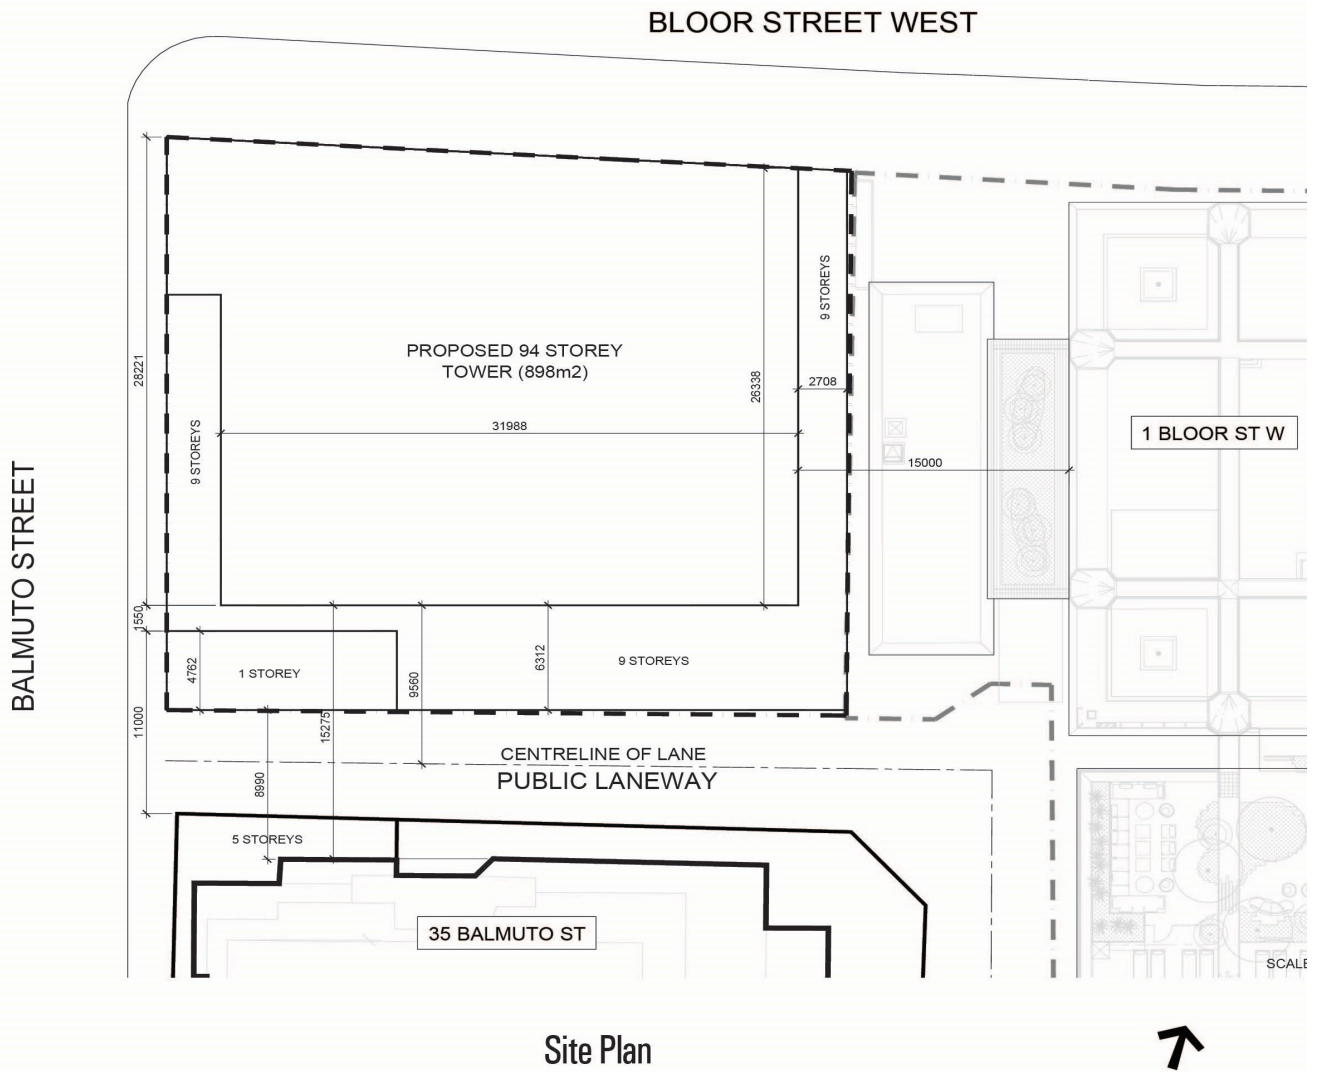 BLOOR STREET WEST
9 STOREYS
PROPOSED 94 STOREY
TOWER (898m2)
28221
26338
2708
31988
9 STOREYS
1 BLOOR ST W
15000
BALMUTO STREET
1550
4762
1 STOREY
9560
6312
9 STOREYS
11000
15275
CENTRELINE OF LANE
PUBLIC LANEWAY
8990
5 STOREYS
35 BALMUTO ST
SCALE
Site Plan